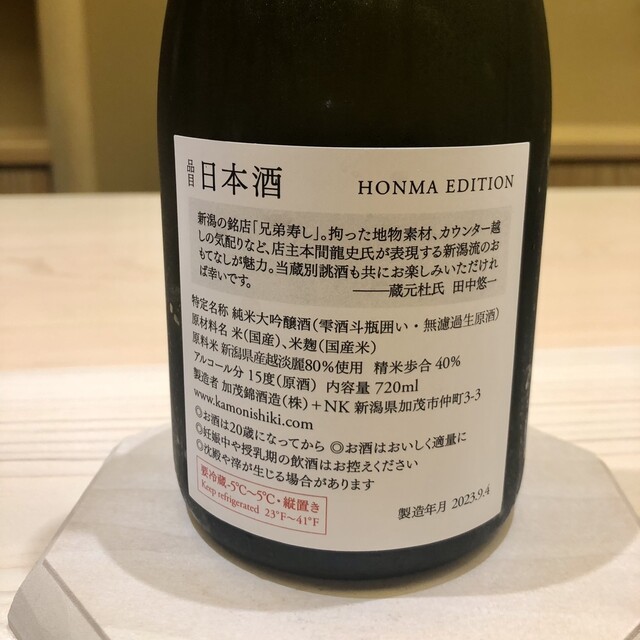 品目 日本酒 HONMA EDITION
新潟の銘店「兄弟寿し」。拘った地物素材、カウンター越
しの気配りなど、店主本間龍史氏が表現する新潟流のお
もてなしが魅力。当蔵別誂酒も共にお楽しみいただけれ
ば幸いです。 ——蔵元杜氏 田中悠一
特定名称 純米大吟醸酒(雫酒斗瓶囲い・無濾過生原酒)
原材料名 米(国産)、米麹(国産米)
原料米 新潟県産越淡麗80%使用 精米歩合 40%
アルコール分 15度(原酒) 内容量 720ml
製造者 加茂錦酒造(株)+NK 新潟県加茂市仲町3-3
www.kamonishiki.com
◎お酒は20歳になってから ◎お酒はおいしく適量に
◎妊娠中や授乳期の飲酒はお控えください
◎沈殿や滓が生じる場合があります
要冷蔵-5℃~5℃・縦置き
Keep refrigerated 23°F~41°F
製造年月 2023.9.4